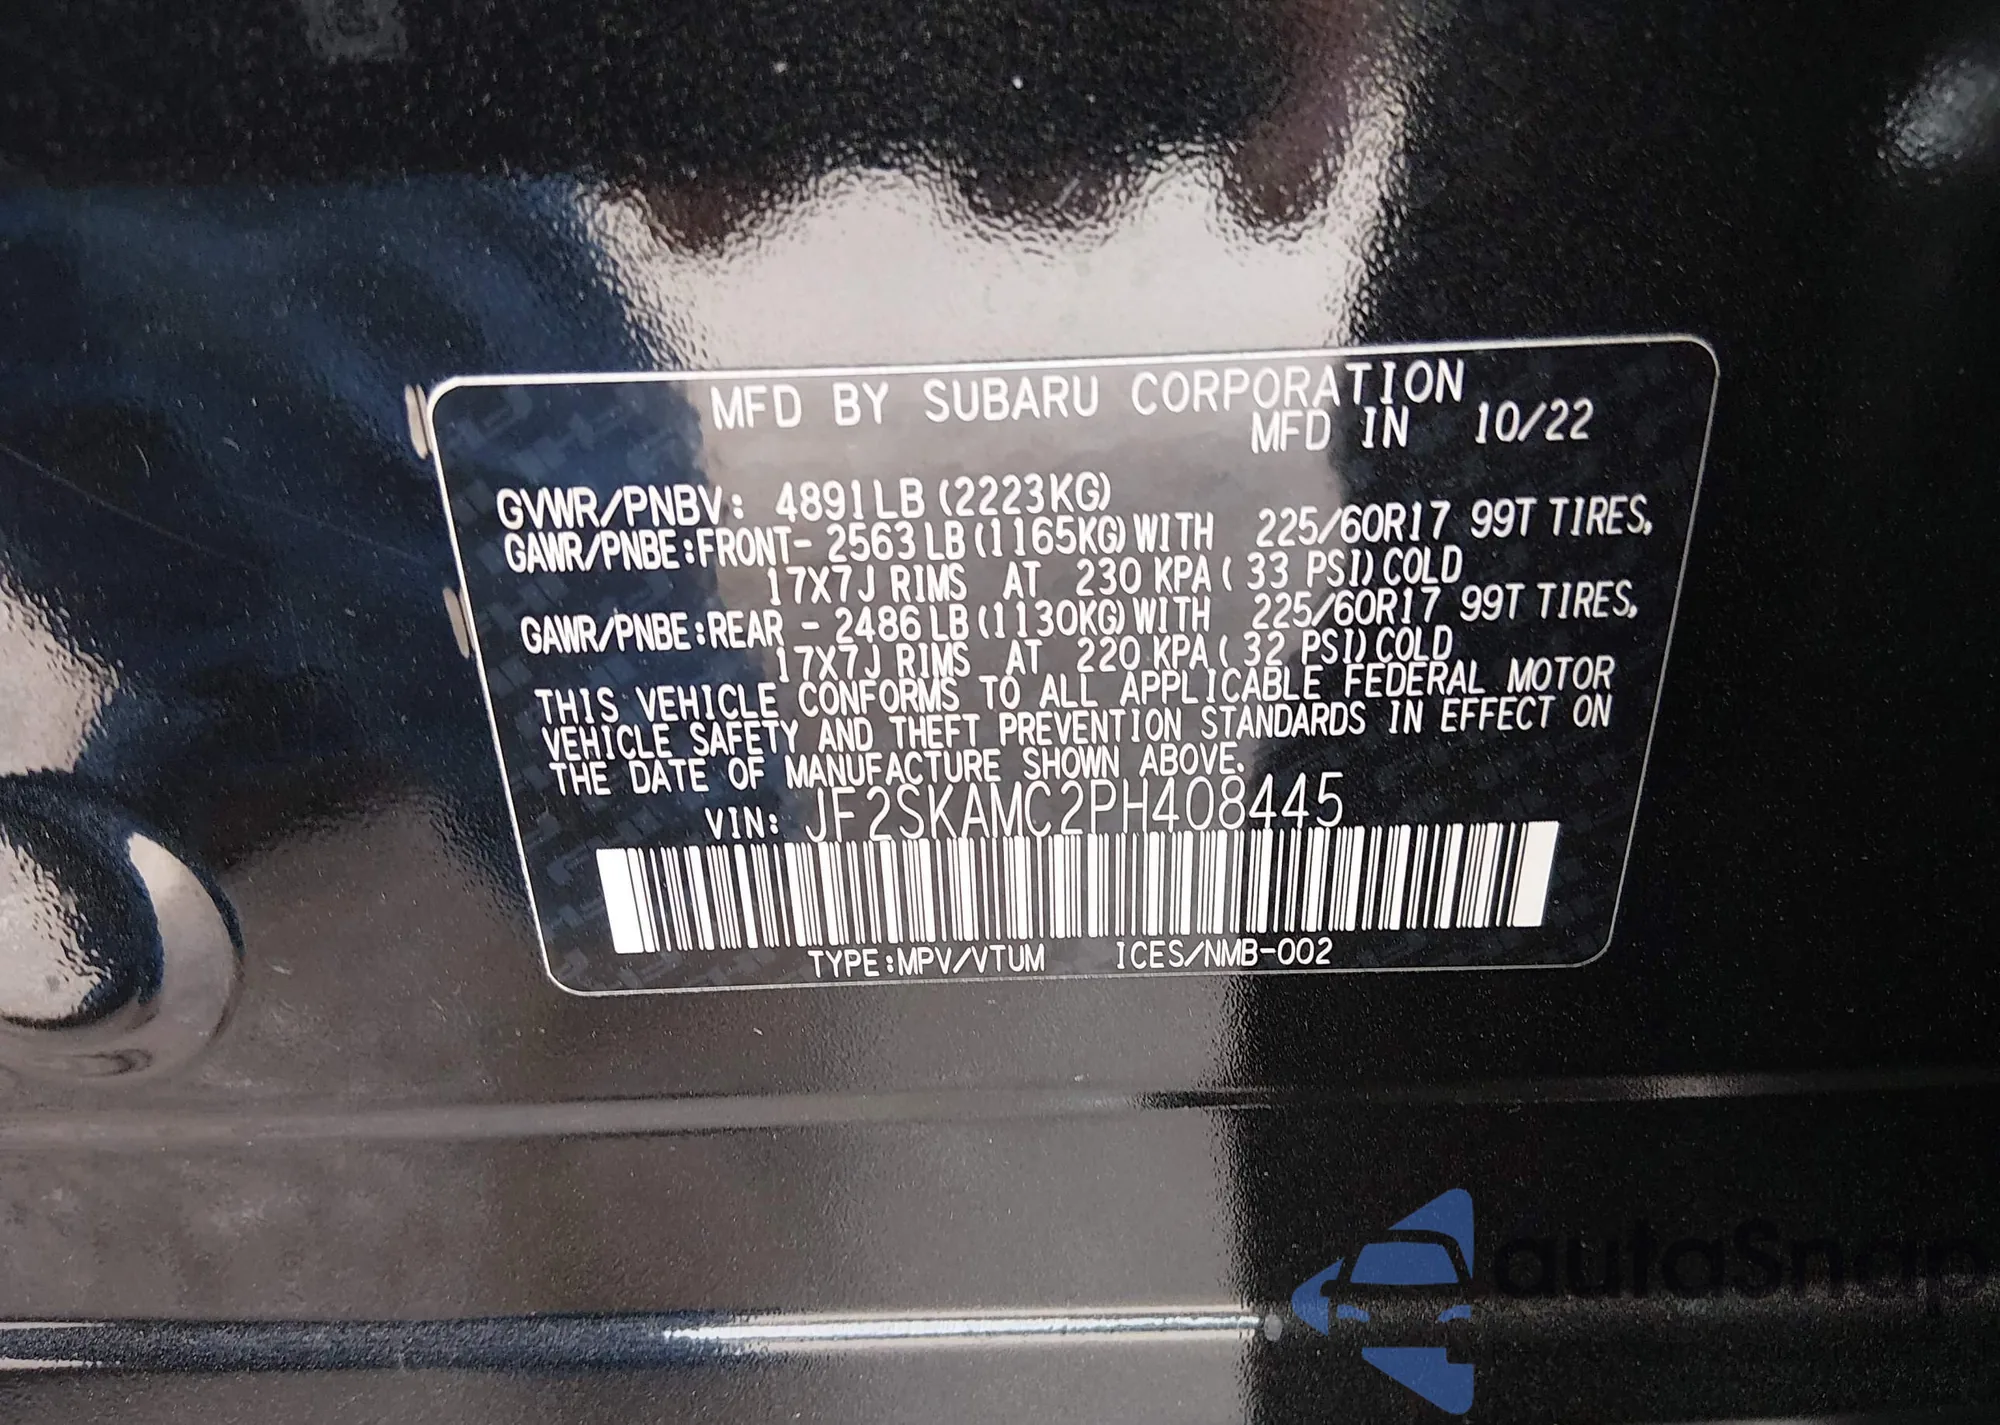 MFD BY SUBARU CORPORATION
MFD IN 10/22
GVWR/PNBV: 4891LB (2223KG)
GAWR/PNBE:FRONT- 2563LB(1165KG)WITH 225/60R17 99T TIRES,
17X7J RIMS AT 230 KPA( 33 PSI)COLD
GAWR/PNBE:REAR - 2486LB(1130KG)WITH 225/60R17 99T TIRES,
17X7J RIMS AT 220 KPA( 32 PSI)COLD
THIS VEHICLE CONFORMS TO ALL APPLICABLE FEDERAL MOTOR
VEHICLE SAFETY AND THEFT PREVENTION STANDARDS IN EFFECT ON
THE DATE OF MANUFACTURE SHOWN ABOVE.
VIN: JF2SKAMC2PH408445
TYPE:MPV/VTUM ICES/NMB-002
autoSnap